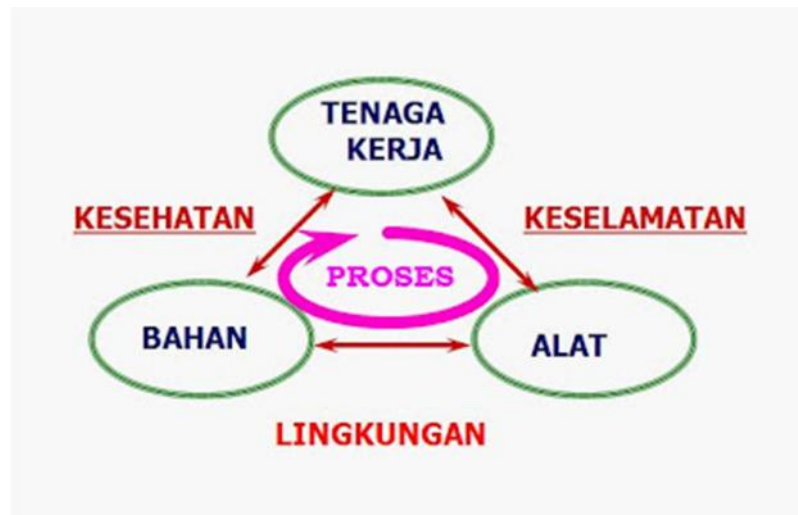 TENAGA
KERJA
KESEHATAN
KESELAMATAN
PROSES
BAHAN
ALAT
LINGKUNGAN